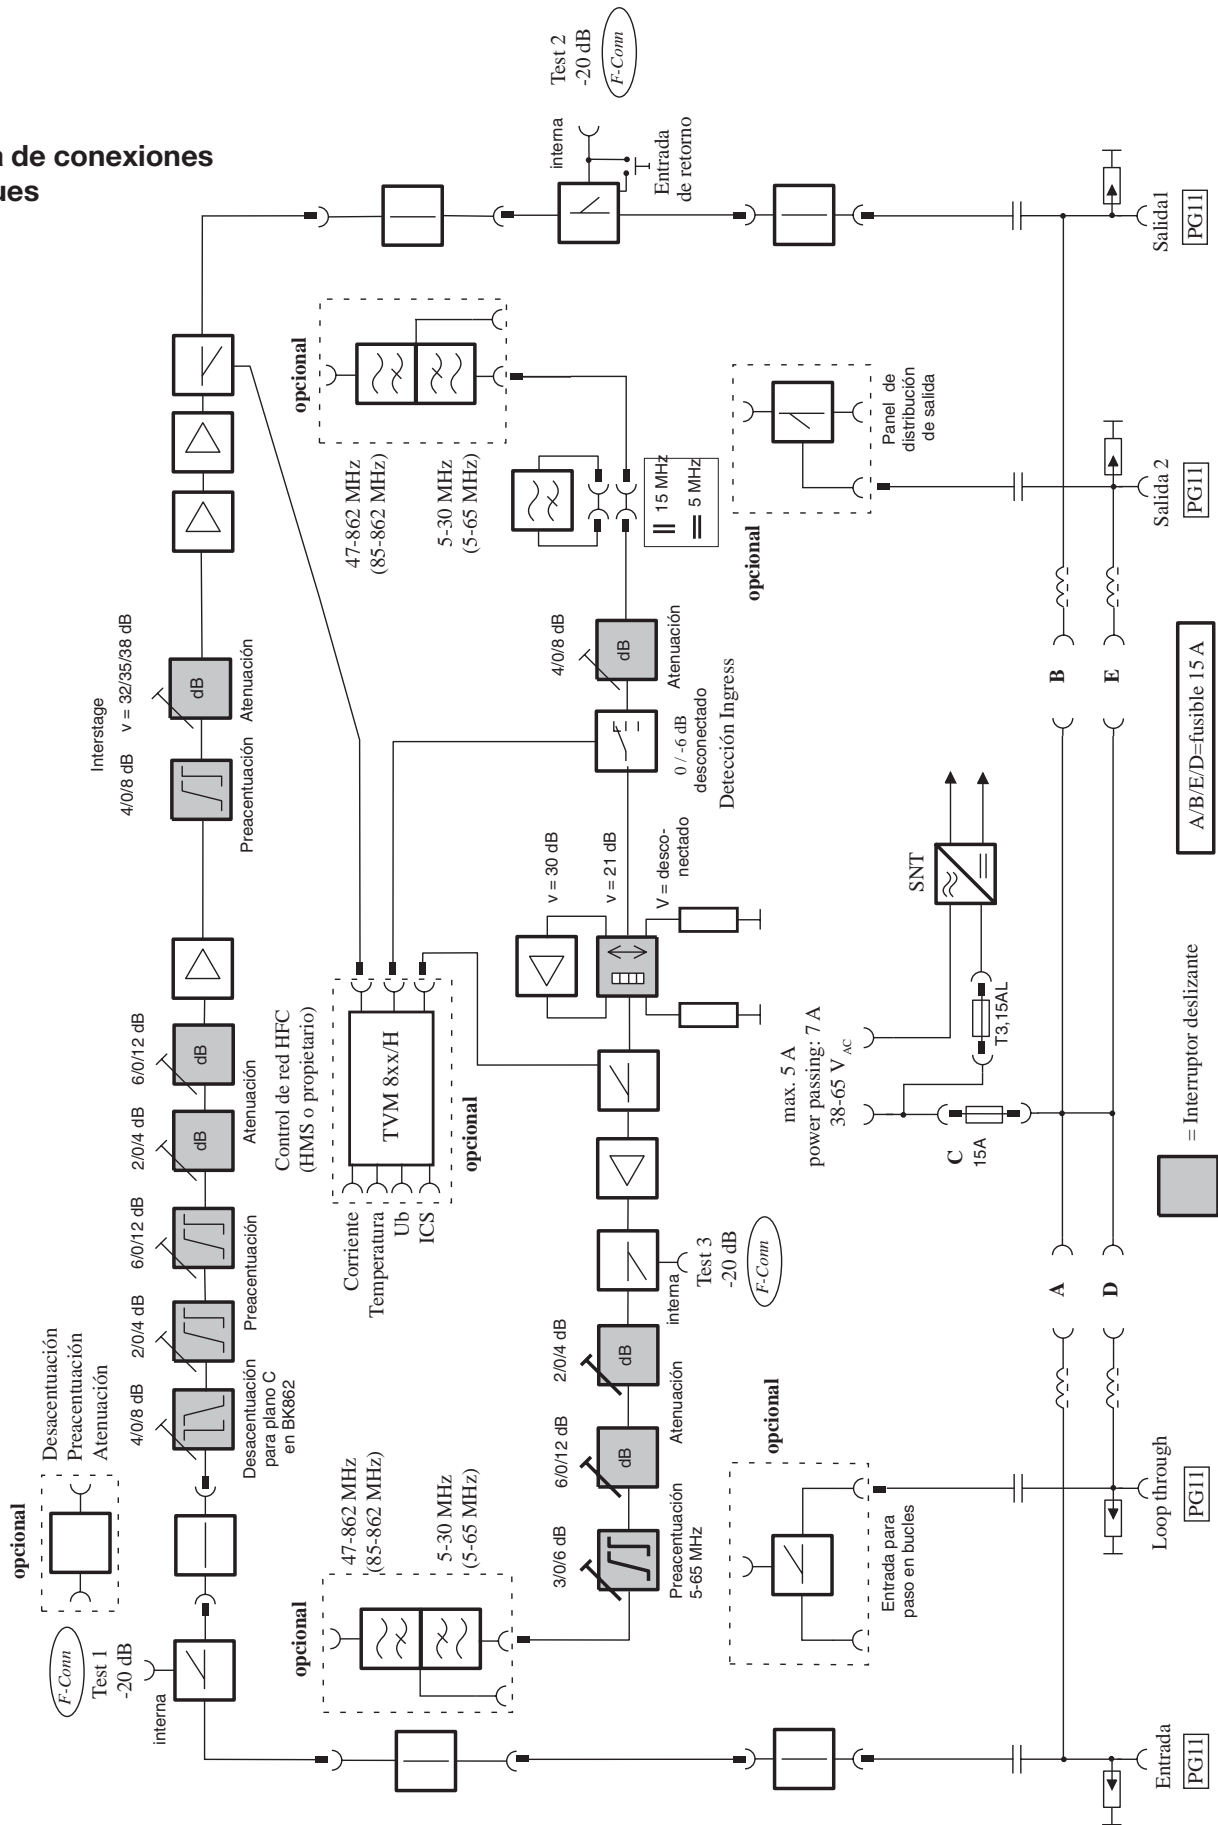 a de conexiones
ues
opcional
Desacentuación
Preacentuación
Atenuación
F-Conn
Test 1
-20 dB
interna
4/0/8 dB
Desacentuación
para plano C
en BK862
2/0/4 dB
6/0/12 dB
Preacentuación
2/0/4 dB
6/0/12 dB
dB
dB
Atenuación
Interstage
4/0/8 dB
v = 32/35/38 dB
dB
Preacentuación
Atenuación
Test 2
-20 dB
F-Conn
interna
Entrada
de retorno
opcional
47-862 MHz
(85-862 MHz)
5-30 MHz
(5-65 MHz)
Control de red HFC
(HMS o propietario)
TVM 8xx/H
Corriente
Temperatura
Ub
ICS
opcional
opcional
47-862 MHz
(85-862 MHz)
5-30 MHz
(5-65 MHz)
3/0/6 dB
Preacentuación
5-65 MHz
6/0/12 dB
dB
2/0/4 dB
dB
Atenuación
interna
Test 3
-20 dB
F-Conn
v = 30 dB
v = 21 dB
V = desco-
nectado
0 / -6 dB
desconectado
Detección Ingress
4/0/8 dB
dB
Atenuación
15 MHz
5 MHz
opcional
Entrada para
paso en bucles
max. 5 A
power passing: 7 A
38-65 V AC
C
15A
T3,15AL
SNT
opcional
Panel de
distribución
de salida
A
D
B
E
Entrada
PG11
Loop through
PG11
Salida 2
PG11
Salida1
PG11
= Interruptor deslizante
A/B/E/D=fusible 15 A